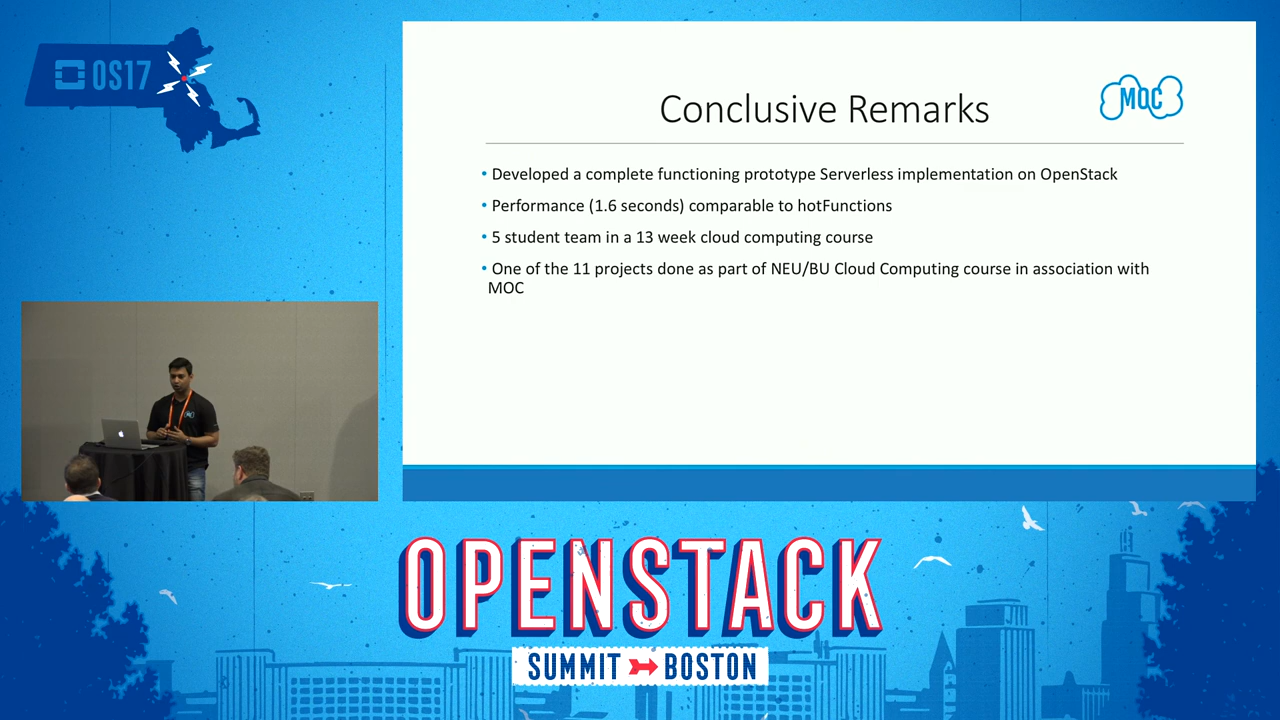 OS17
Conclusive Remarks
MOC
• Developed a complete functioning prototype Serverless implementation on OpenStack
• Performance (1.6 seconds) comparable to hotFunctions
• 5 student team in a 13 week cloud computing course
• One of the 11 projects done as part of NEU/BU Cloud Computing course in association with
MOC
OPENSTACK
SUMMIT BOSTON